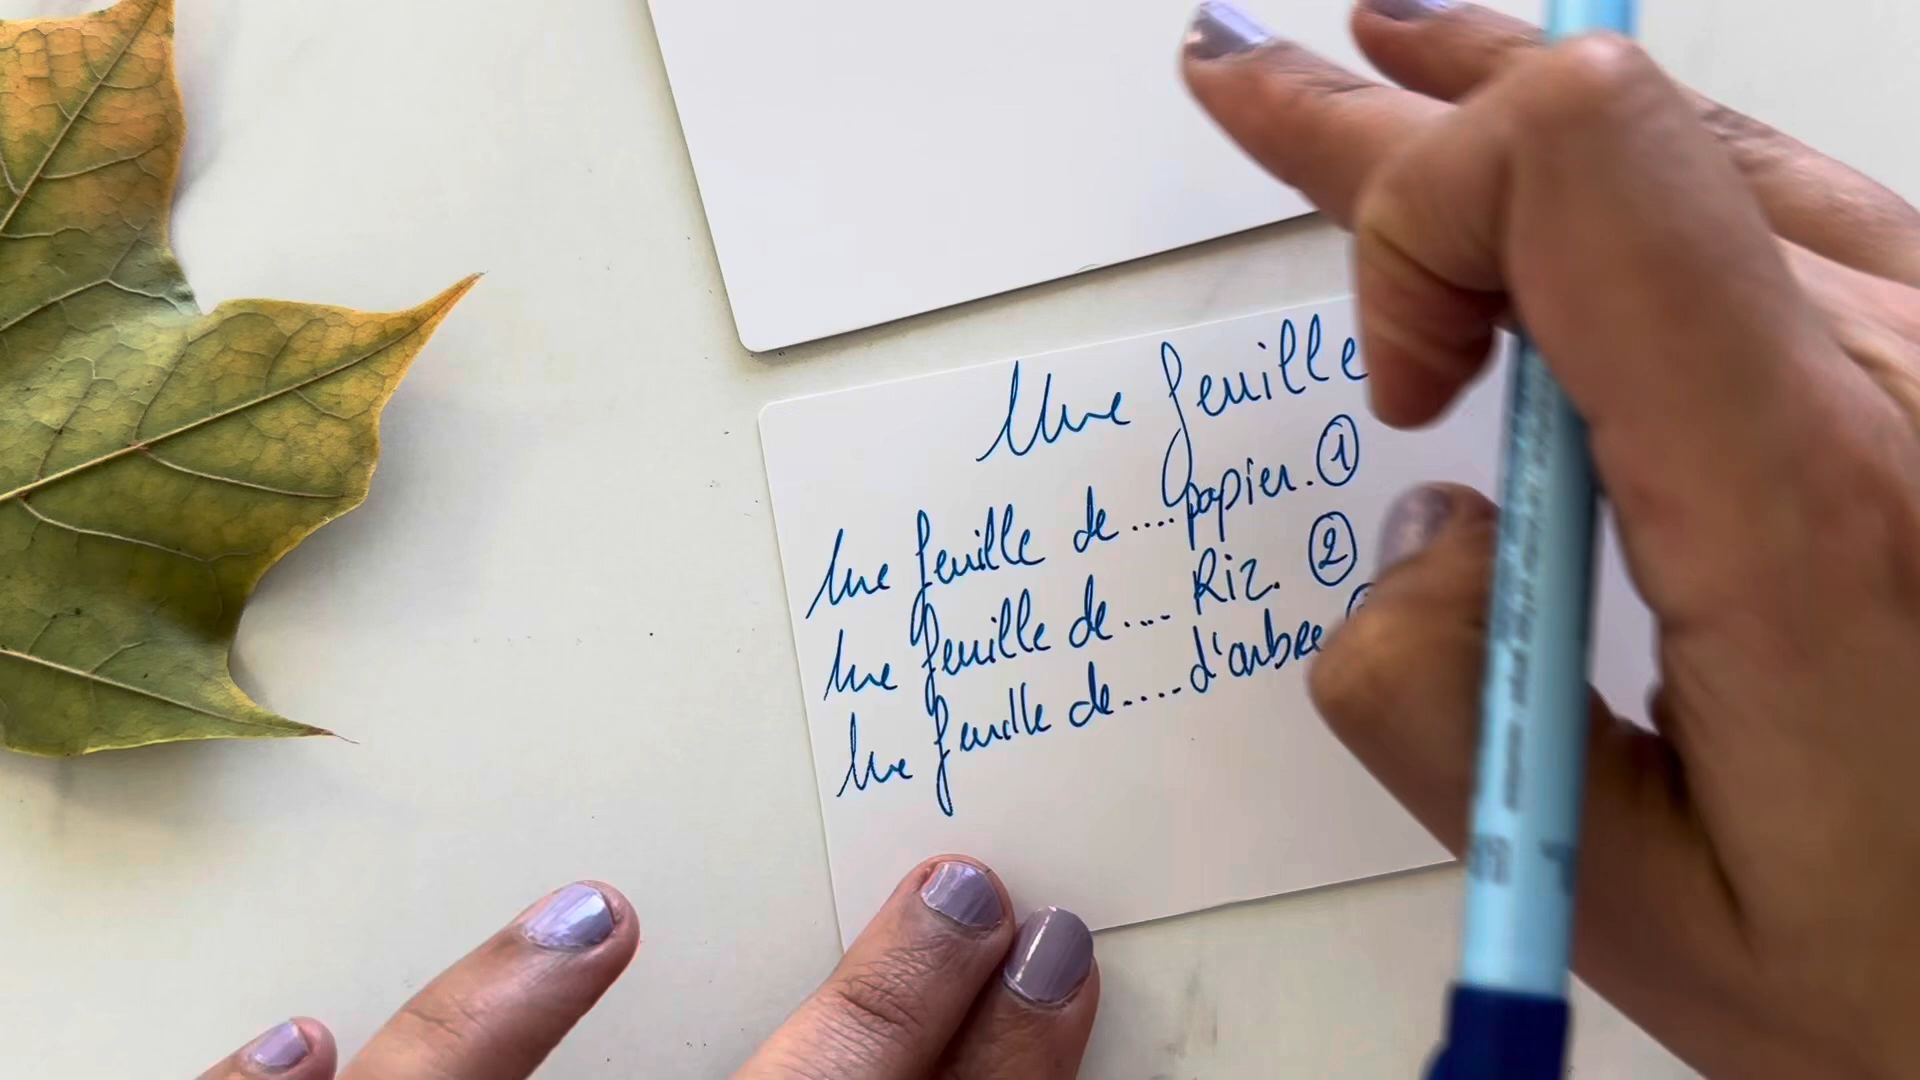 Une feuille
Une feuille de ....papier. ①
Une feuille de.... Riz. ②
Une feuille de....d'arbre